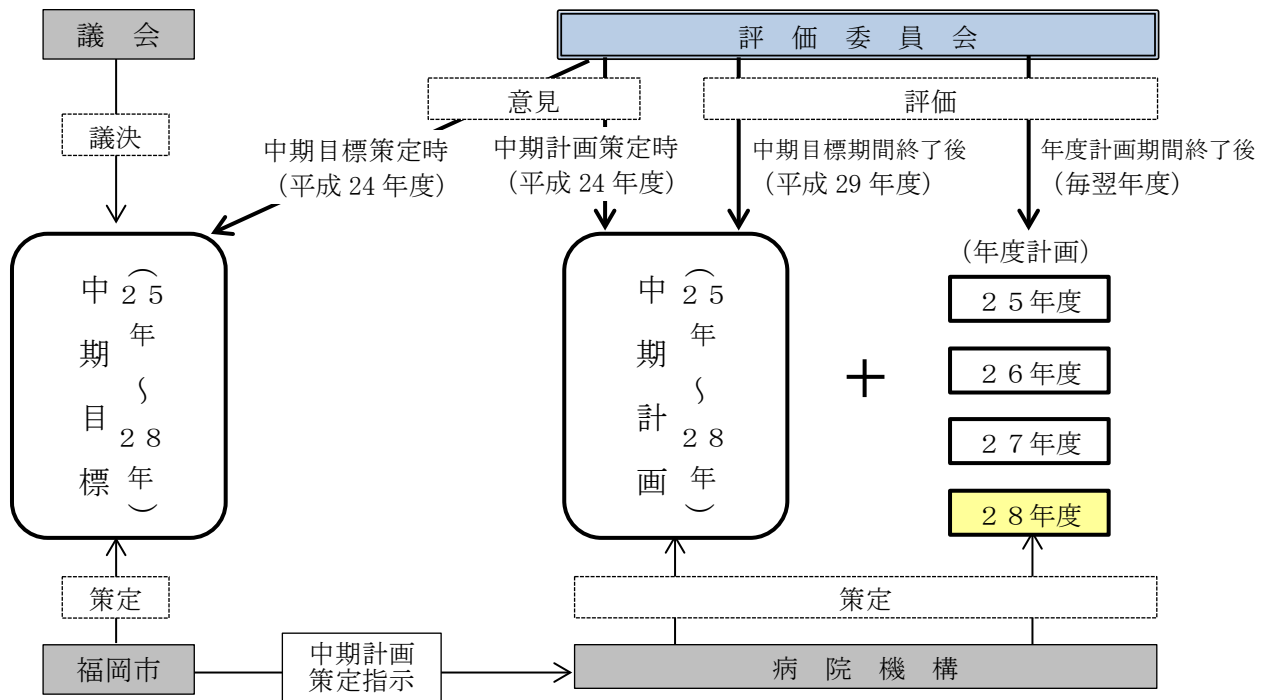 議 会
評 価 委 員 会
意見
評価
議決
中期目標策定時
（平成 24 年度）
中期計画策定時
（平成 24 年度）
中期目標期間終了後
（平成 29 年度）
年度計画期間終了後
（毎翌年度）
中期目標
（２５年～２８年）
中期計画
（２５年～２８年）
＋
（年度計画）
２５年度
２６年度
２７年度
２８年度
策定
策定
福岡市
中期計画
策定指示
病 院 機 構